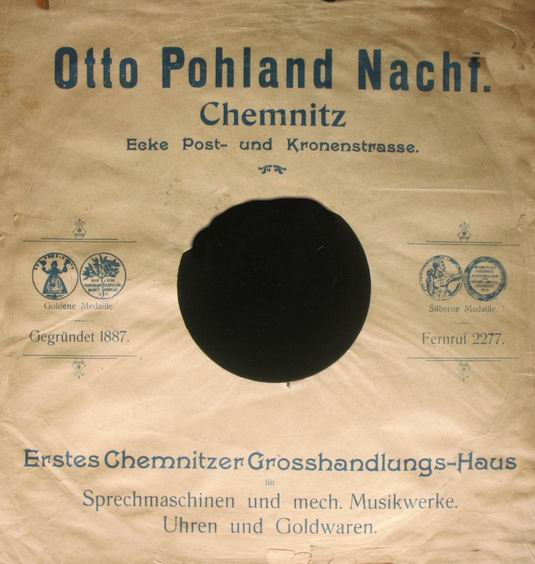 Otto Pohland Nachf.
Chemnitz
Ecke Post- und Kronenstrasse.
Goldene Medaille.
Gegründet 1887.
Silberne Medaille.
Fernruf 2277.
Erstes Chemnitzer Grosshandlungs-Haus
für
Sprechmaschinen und mech. Musikwerke.
Uhren und Goldwaren.